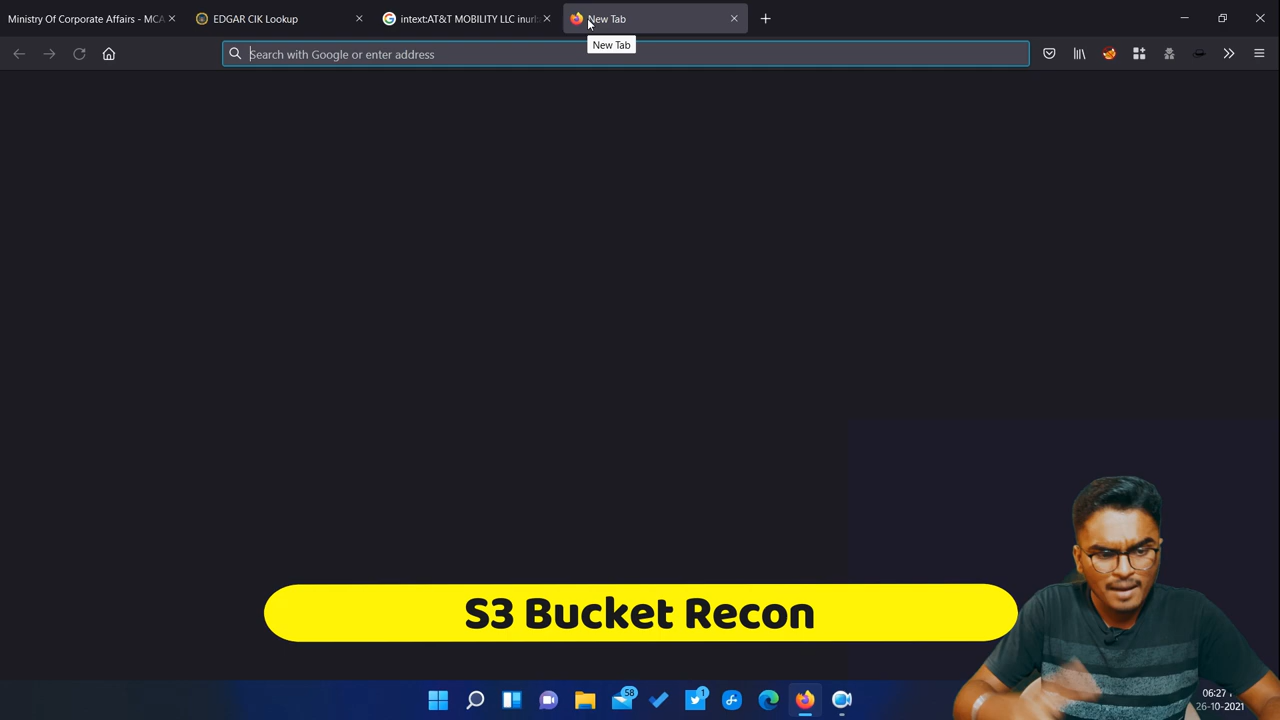 Ministry Of Corporate Affairs - MCA
EDGAR CIK Lookup
intext:AT&T MOBILITY LLC inurl
New Tab
New Tab
Search with Google or enter address
S3 Bucket Recon
58
1
06:27
26-10-2021